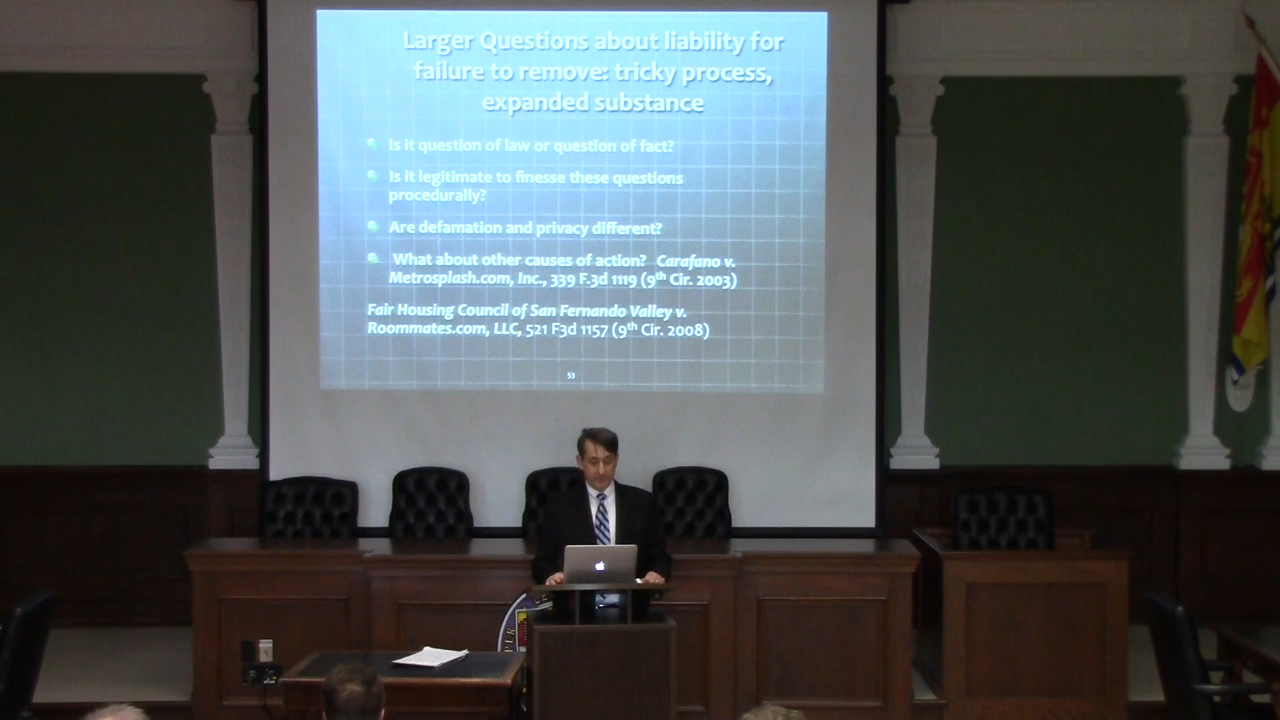 Larger Questions about liability for
failure to remove: tricky process,
expanded substance
Is it question of law or question of fact?
Is it legitimate to finesse these questions
procedurally?
Are defamation and privacy different?
What about other causes of action? Carafano v.
Metrosplash.com, Inc., 339 F.3d 1119 (9th Cir. 2003)
Fair Housing Council of San Fernando Valley v.
Roommates.com, LLC, 521 F3d 1157 (9th Cir. 2008)
53